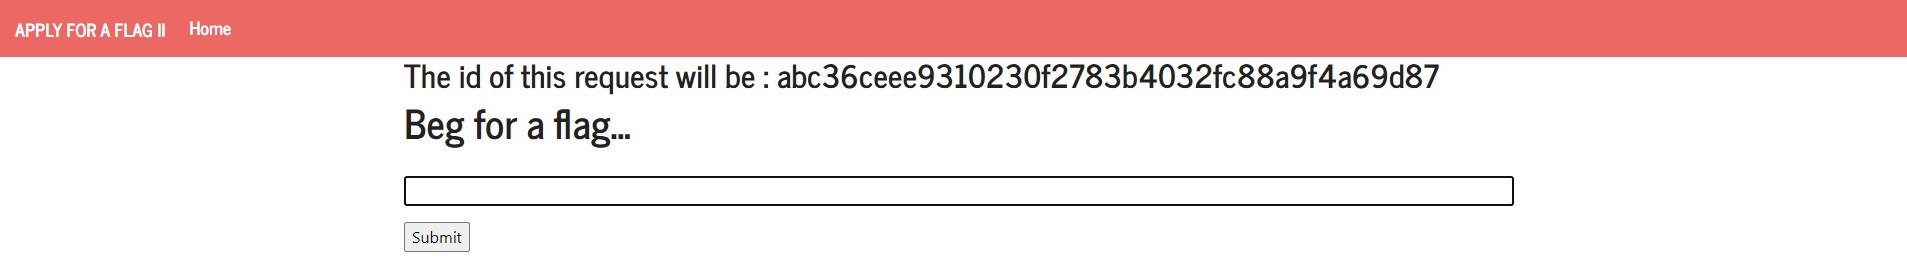 APPLY FOR A FLAG II Home
The id of this request will be : abc36ceee9310230f2783b4032fc88a9f4a69d87
Beg for a flag...
Submit